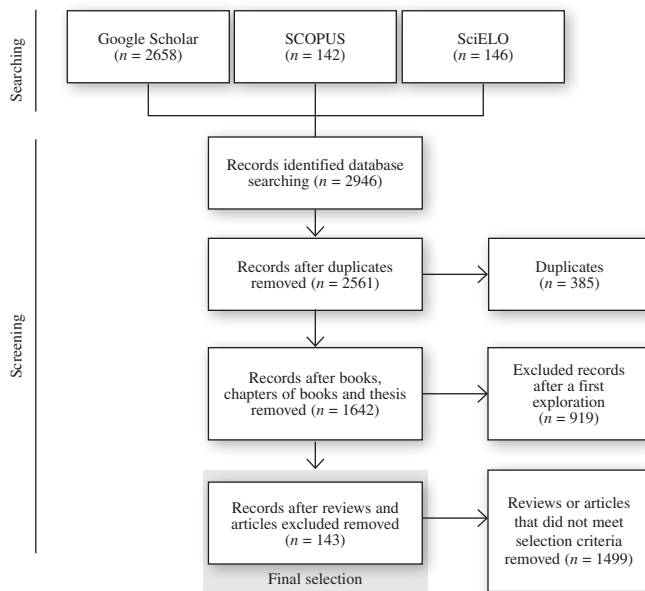 Searching
Google Scholar
(n = 2658)
SCOPUS
(n = 142)
SciELO
(n = 146)
Screening
Records identified database
searching (n = 2946)
Records after duplicates
removed (n = 2561)
Duplicates
(n = 385)
Records after books,
chapters of books and thesis
removed (n = 1642)
Excluded records
after a first
exploration
(n = 919)
Records after reviews and
articles excluded removed
(n = 143)
Final selection
Reviews or articles
that did not meet
selection criteria
removed (n = 1499)